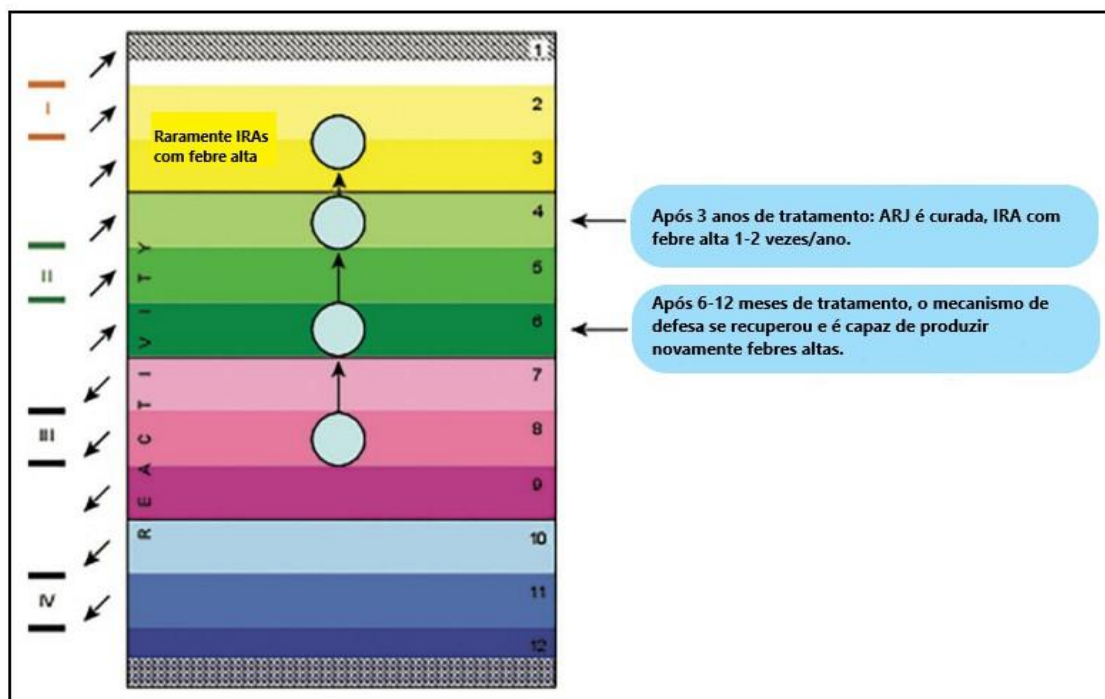 1
I
2
Raramente IRAs
com febre alta
3
4
Após 3 anos de tratamento: ARJ é curada, IRA com
febre alta 1-2 vezes/ano.
II
5
6
Após 6-12 meses de tratamento, o mecanismo de
defesa se recuperou e é capaz de produzir
novamente febres altas.
7
III
8
9
REACTIVITY
10
IV
11
12